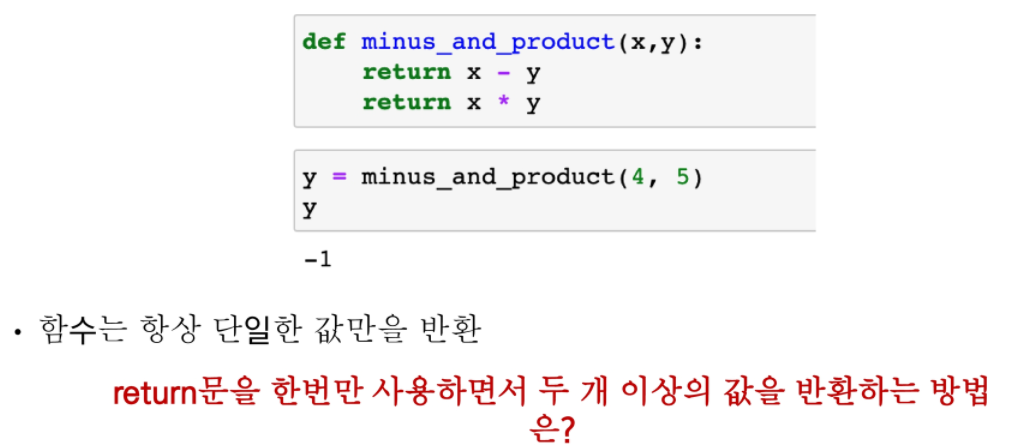 def minus_and_product(x,y):
    return x - y
    return x * y
y = minus_and_product(4, 5)
y
-1
• 함수는 항상 단일한 값만을 반환
return문을 한번만 사용하면서 두 개 이상의 값을 반환하는 방법
은?